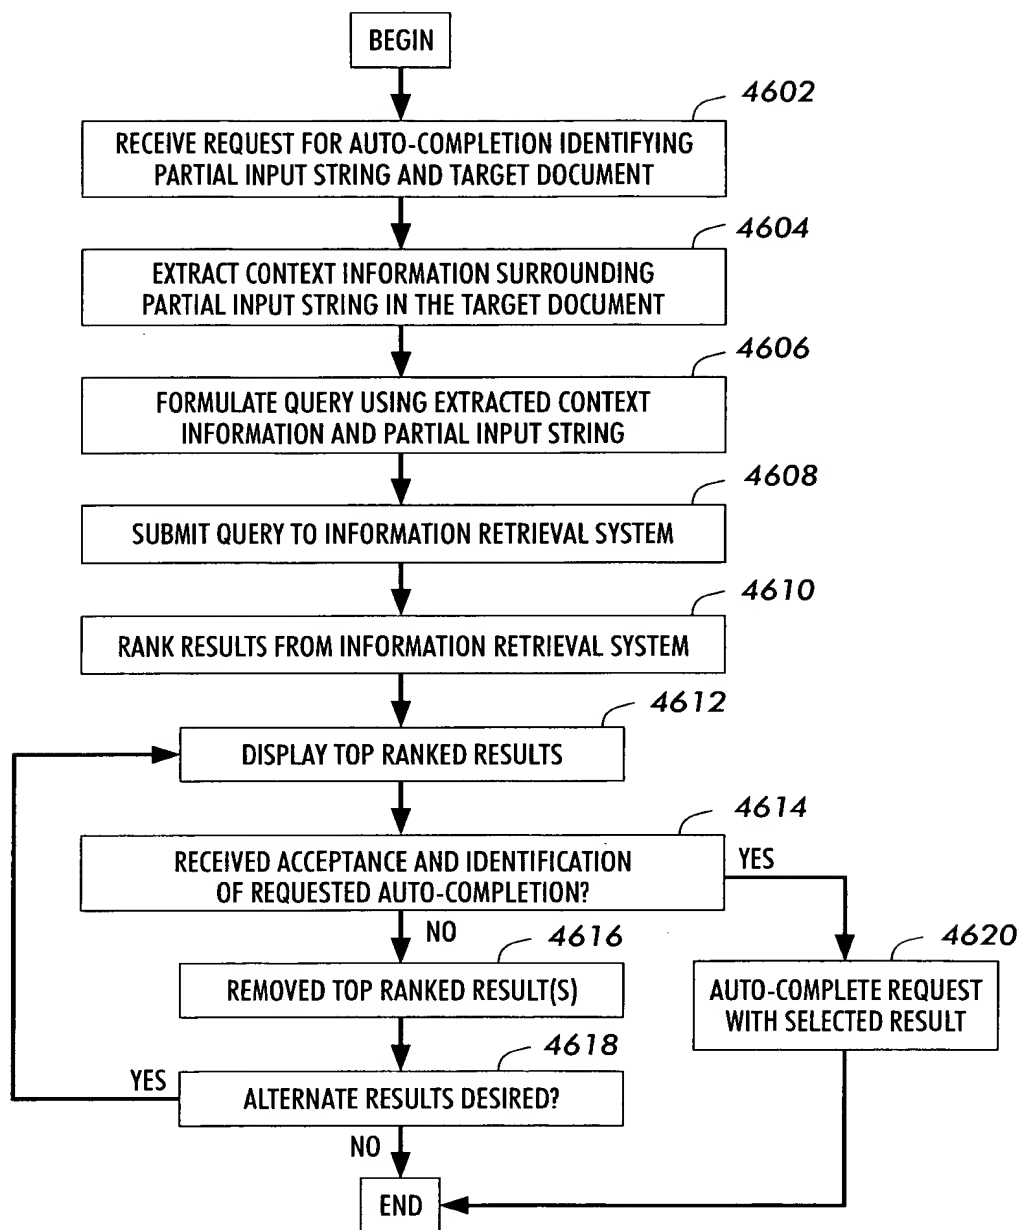 BEGIN
4602
RECEIVE REQUEST FOR AUTO-COMPLETION IDENTIFYING
PARTIAL INPUT STRING AND TARGET DOCUMENT
4604
EXTRACT CONTEXT INFORMATION SURROUNDING
PARTIAL INPUT STRING IN THE TARGET DOCUMENT
4606
FORMULATE QUERY USING EXTRACTED CONTEXT
INFORMATION AND PARTIAL INPUT STRING
4608
SUBMIT QUERY TO INFORMATION RETRIEVAL SYSTEM
4610
RANK RESULTS FROM INFORMATION RETRIEVAL SYSTEM
4612
DISPLAY TOP RANKED RESULTS
4614
RECEIVED ACCEPTANCE AND IDENTIFICATION
OF REQUESTED AUTO-COMPLETION?
YES
NO
4616
REMOVED TOP RANKED RESULT(S)
4620
AUTO-COMPLETE REQUEST
WITH SELECTED RESULT
4618
ALTERNATE RESULTS DESIRED?
YES
NO
END